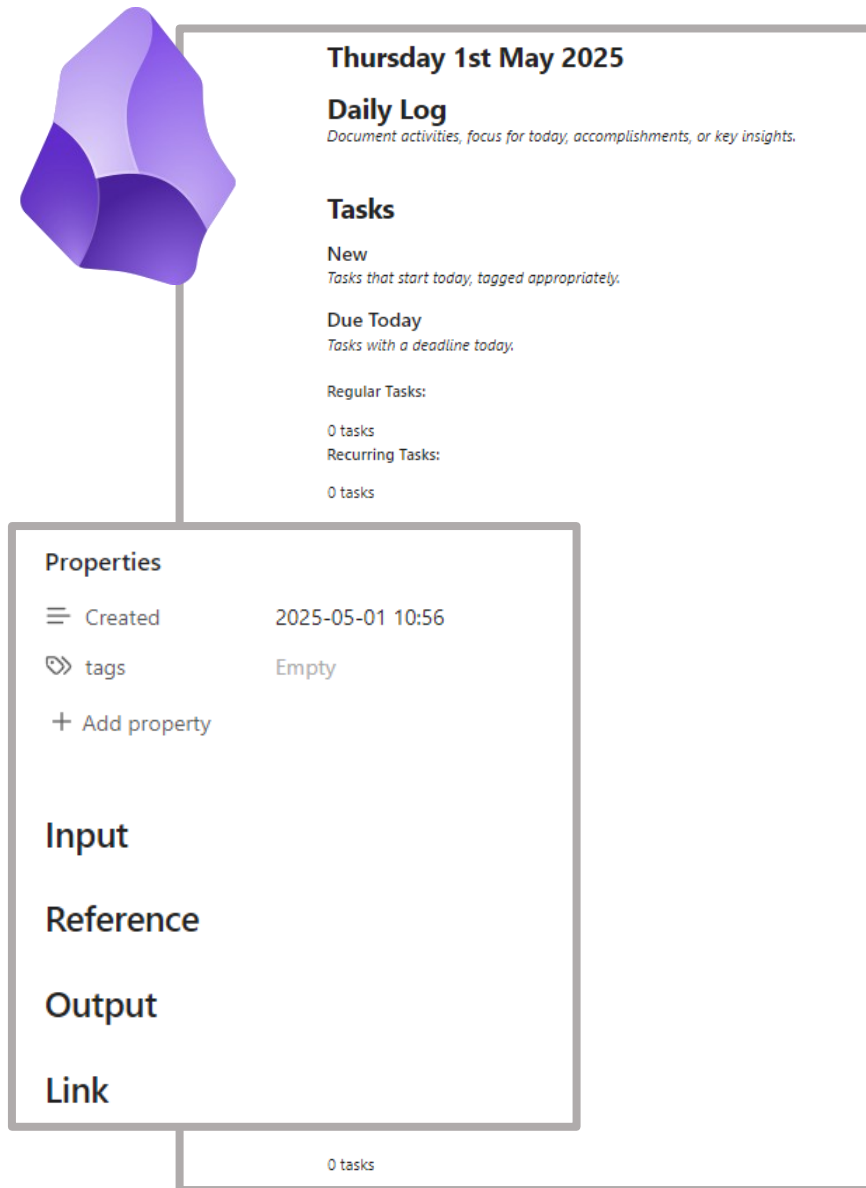 Thursday 1st May 2025
Daily Log
Document activities, focus for today, accomplishments, or key insights.
Tasks
New
Tasks that start today, tagged appropriately.
Due Today
Tasks with a deadline today.
Regular Tasks:
0 tasks
Recurring Tasks:
0 tasks
Properties
Created 2025-05-01 10:56
tags Empty
+ Add property
Input
Reference
Output
Link
0 tasks